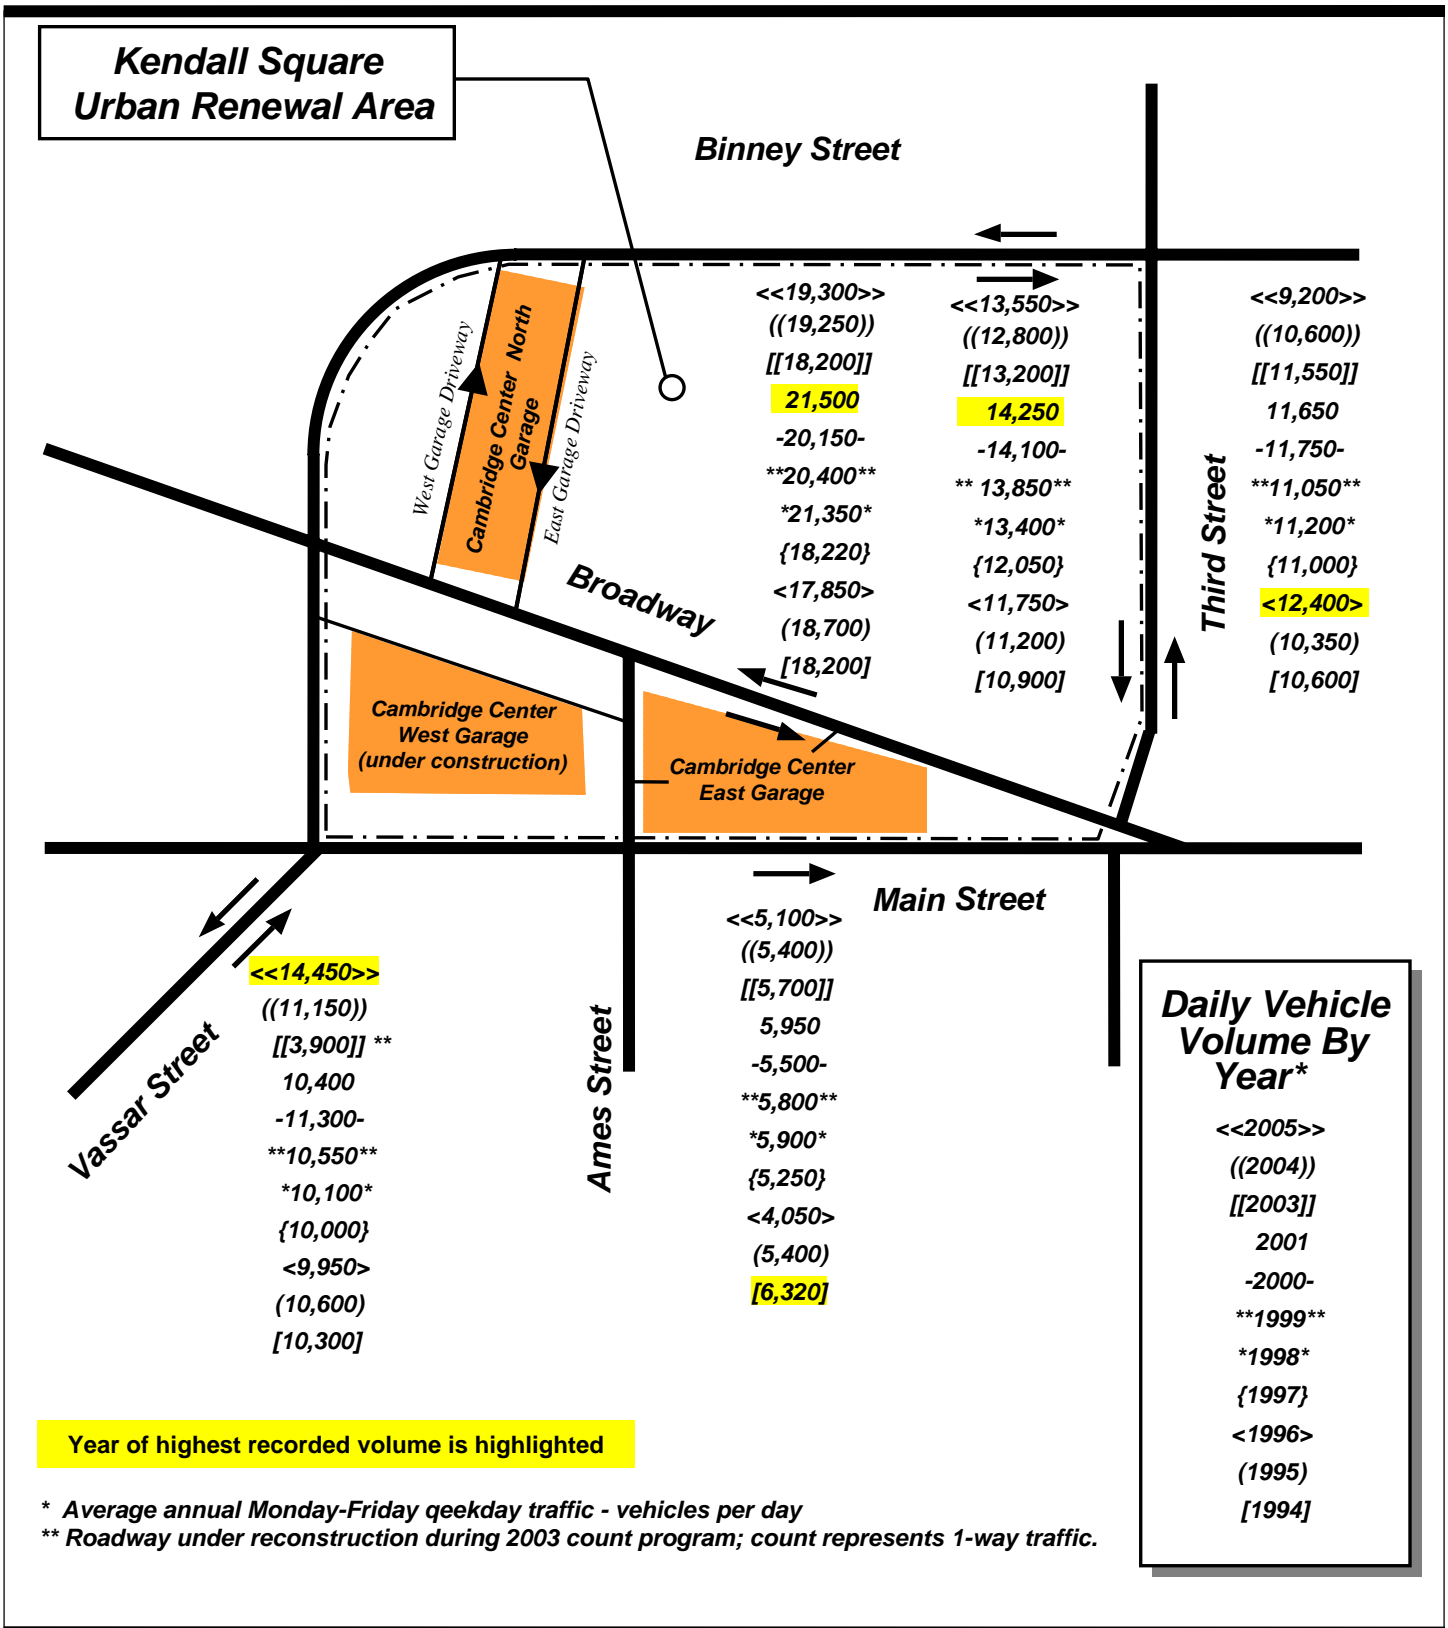 Kendall Square
Urban Renewal Area
Binney Street
West Garage Driveway
Cambridge Center North
Garage
East Garage Driveway
Broadway
<<19,300>>
((19,250))
[[18,200]]
21,500
-20,150-
**20,400**
*21,350*
{18,220}
<17,850>
(18,700)
[18,200]
<<13,550>>
((12,800))
[[13,200]]
14,250
-14,100-
** 13,850**
*13,400*
{12,050}
<11,750>
(11,200)
[10,900]
Third Street
<<9,200>>
((10,600))
[[11,550]]
11,650
-11,750-
**11,050**
*11,200*
{11,000}
<12,400>
(10,350)
[10,600]
Cambridge Center
West Garage
(under construction)
Cambridge Center
East Garage
Main Street
Vassar Street
<<14,450>>
((11,150))
[[3,900]] **
10,400
-11,300-
**10,550**
*10,100*
{10,000}
<9,950>
(10,600)
[10,300]
Ames Street
<<5,100>>
((5,400))
[[5,700]]
5,950
-5,500-
**5,800**
*5,900*
{5,250}
<4,050>
(5,400)
[6,320]
Daily Vehicle
Volume By
Year*
<<2005>>
((2004))
[[2003]]
2001
-2000-
**1999**
*1998*
{1997}
<1996>
(1995)
[1994]
Year of highest recorded volume is highlighted
* Average annual Monday-Friday qeekday traffic - vehicles per day
** Roadway under reconstruction during 2003 count program; count represents 1-way traffic.